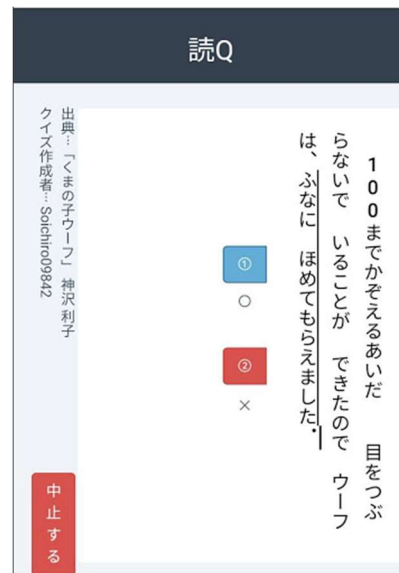 読Q
100までかぞえるあいだ　目をつぶ
らないで　いることが　できたので　ウーフ
は、ふなに　ほめてもらえました。
①
○
②
×
出典…「くまの子ウーフ」　神沢 利子
クイズ作成者… Soichiro09842
中止する